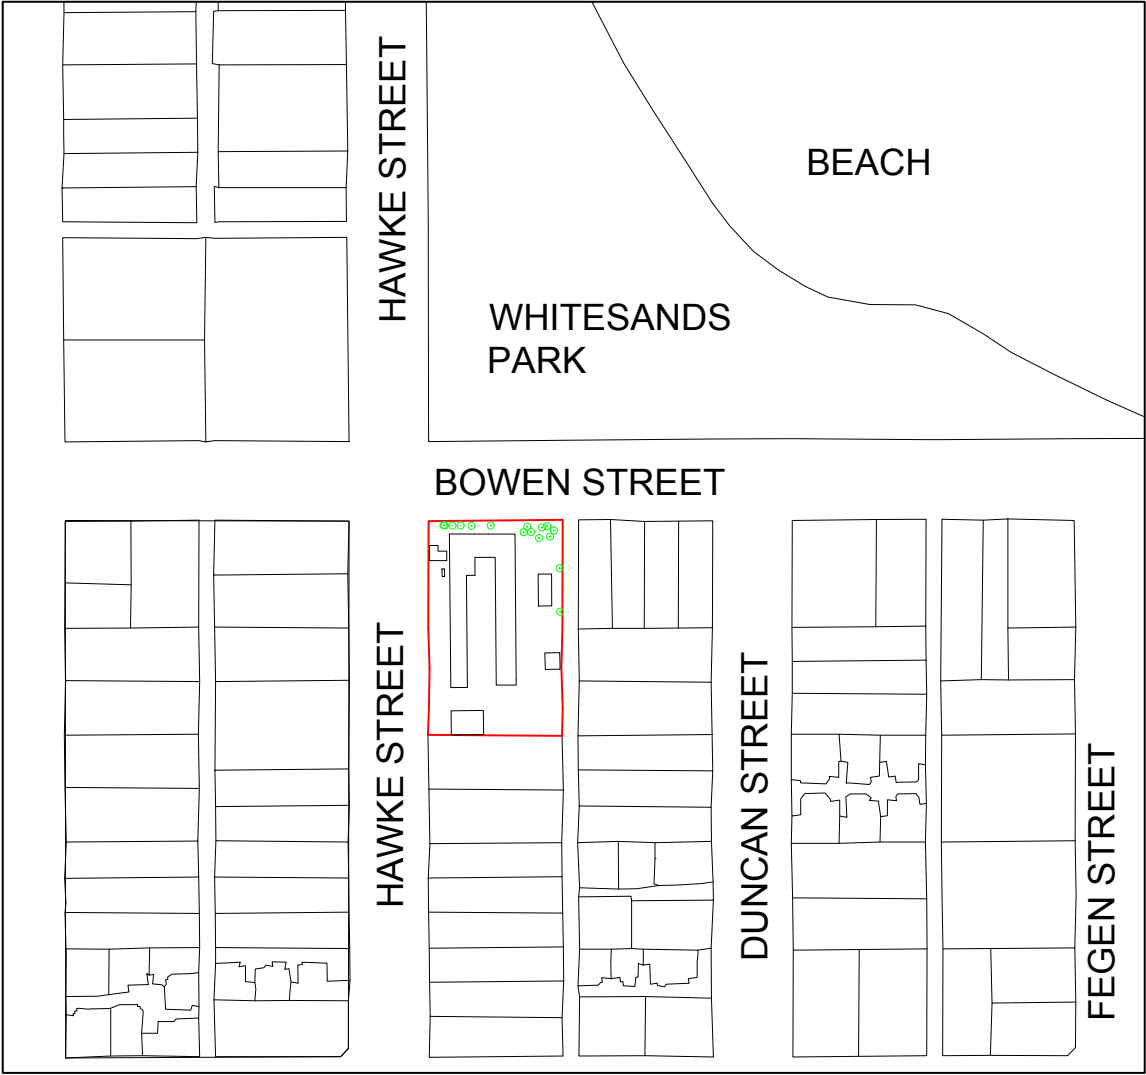 HAWKE STREET
BEACH
WHITESANDS
PARK
BOWEN STREET
HAWKE STREET
DUNCAN STREET
FEGEN STREET